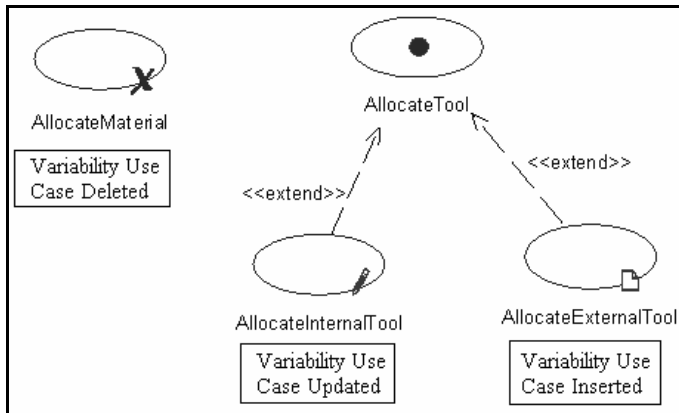 AllocateMaterial
Variability Use
Case Deleted
AllocateTool
<<extend>>
<<extend>>
AllocateInternalTool
Variability Use
Case Updated
AllocateExternalTool
Variability Use
Case Inserted